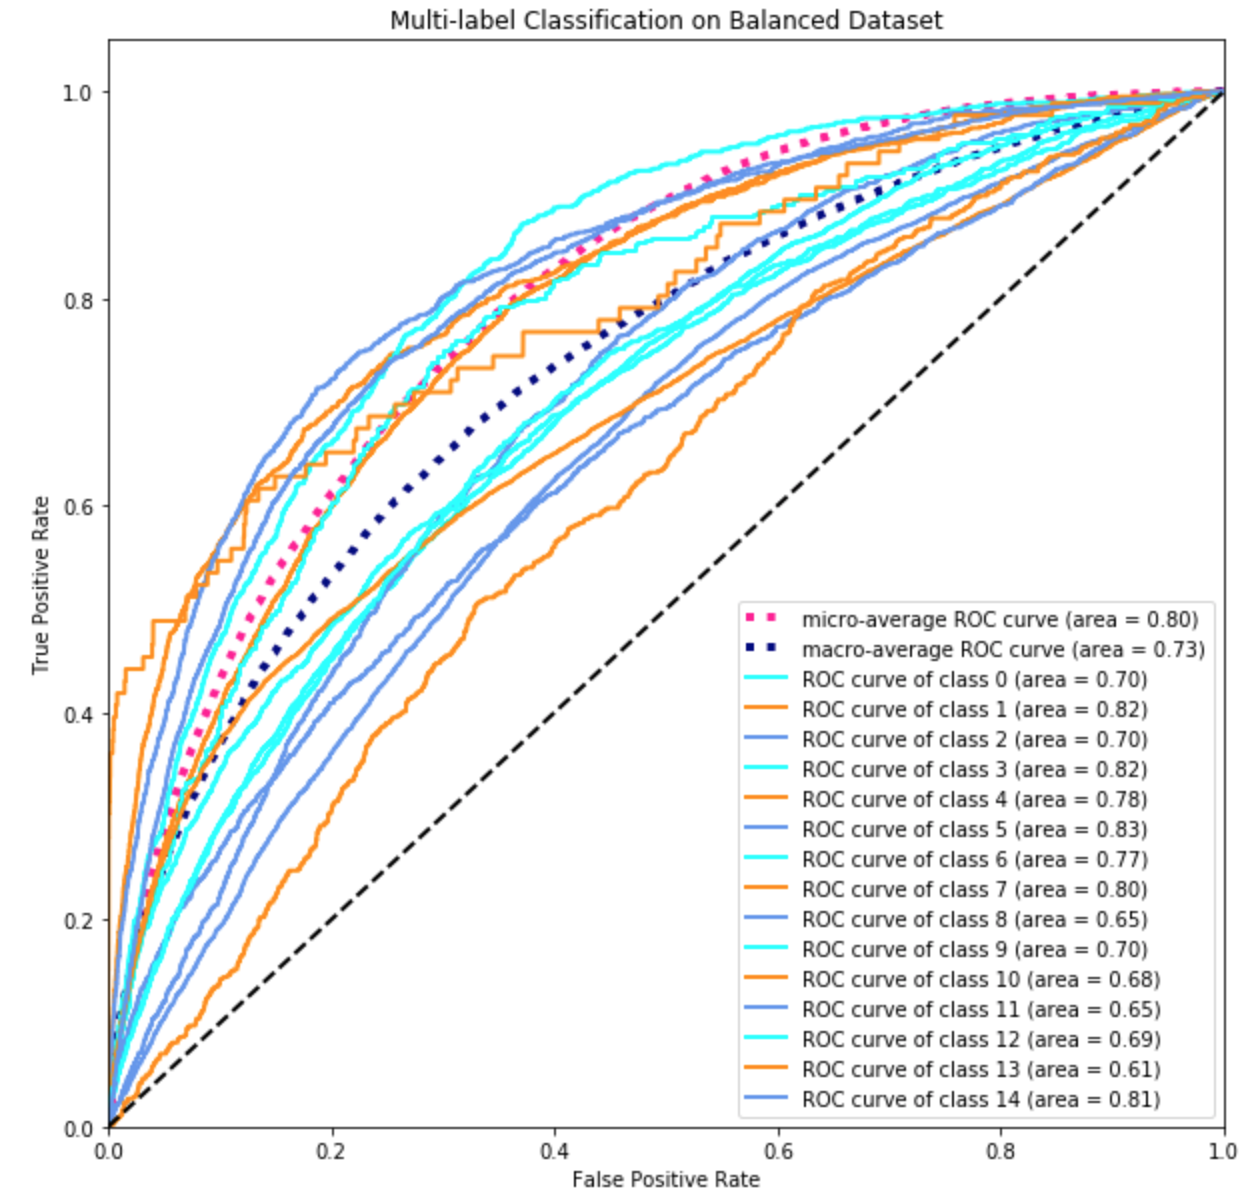 Multi-label Classification on Balanced Dataset
1.0
0.8
0.6
0.4
0.2
0.0
True Positive Rate
micro-average ROC curve (area = 0.80)
macro-average ROC curve (area = 0.73)
ROC curve of class 0 (area = 0.70)
ROC curve of class 1 (area = 0.82)
ROC curve of class 2 (area = 0.70)
ROC curve of class 3 (area = 0.82)
ROC curve of class 4 (area = 0.78)
ROC curve of class 5 (area = 0.83)
ROC curve of class 6 (area = 0.77)
ROC curve of class 7 (area = 0.80)
ROC curve of class 8 (area = 0.65)
ROC curve of class 9 (area = 0.70)
ROC curve of class 10 (area = 0.68)
ROC curve of class 11 (area = 0.65)
ROC curve of class 12 (area = 0.69)
ROC curve of class 13 (area = 0.61)
ROC curve of class 14 (area = 0.81)
0.0 0.2 0.4 0.6 0.8 1.0
False Positive Rate